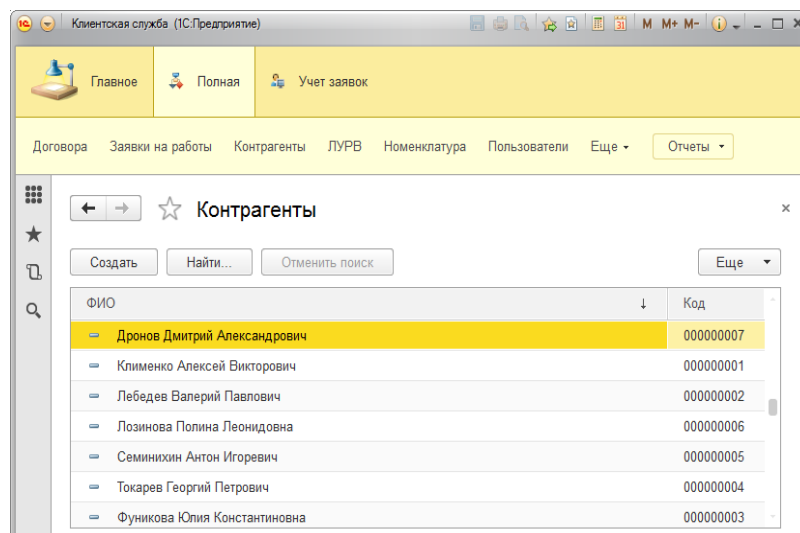 Клиентская служба (1С:Предприятие)
M M+ M-
Главное
Полная
Учет заявок
Договора Заявки на работы Контрагенты ЛУРВ Номенклатура Пользователи Еще Отчеты
Контрагенты
Создать Найти... Отменить поиск Еще
ФИО ↓ Код
Дронов Дмитрий Александрович 000000007
Клименко Алексей Викторович 000000001
Лебедев Валерий Павлович 000000002
Лозинова Полина Леонидовна 000000006
Семинихин Антон Игоревич 000000005
Токарев Георгий Петрович 000000004
Фуникова Юлия Константиновна 000000003